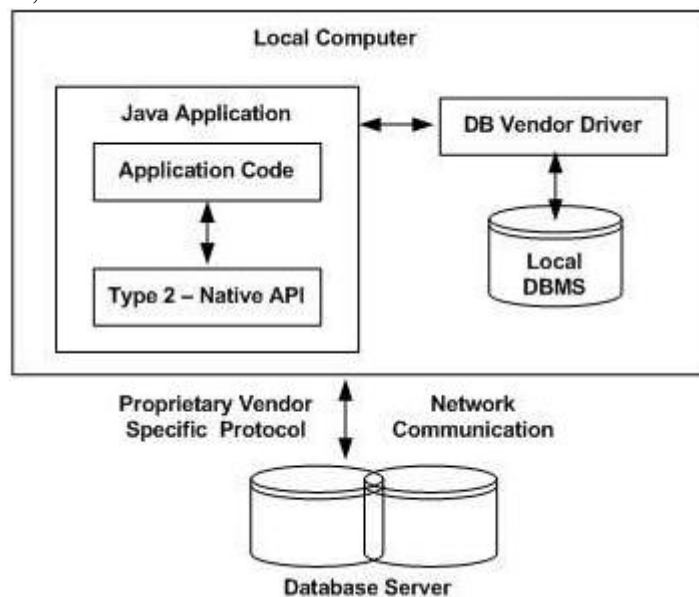 Local Computer
Java Application
DB Vendor Driver
Application Code
Type 2 – Native API
Local
DBMS
Proprietary Vendor
Specific Protocol
Network
Communication
Database Server